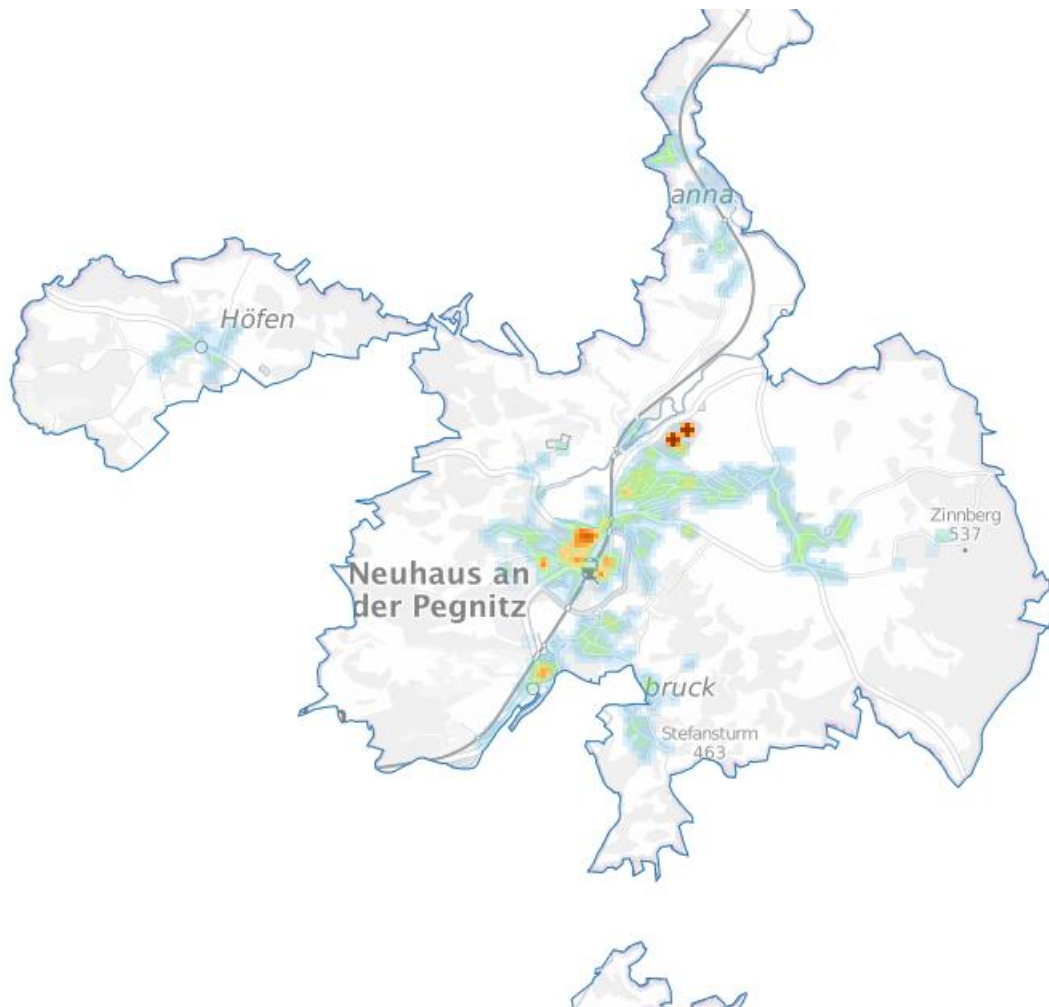 anna
Höfen
Zinnberg
537
Neuhaus an
der Pegnitz
bruck
Stefansturm
463